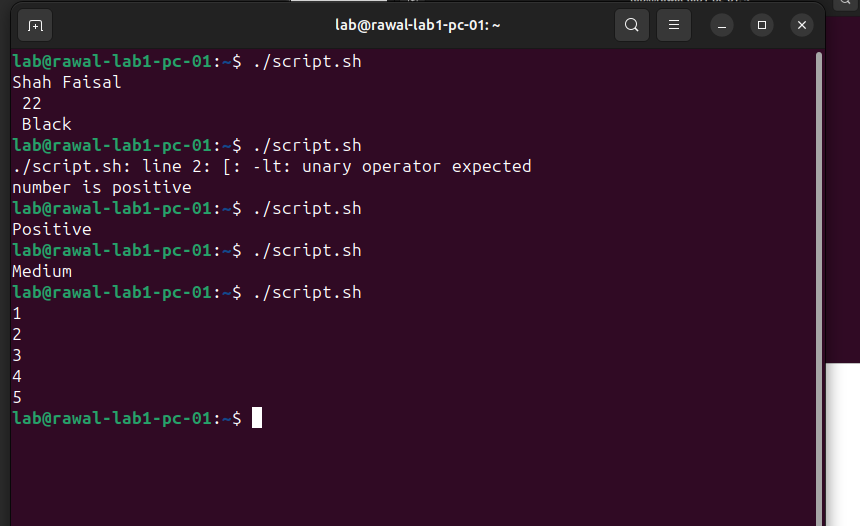 lab@rawal-lab1-pc-01: ~
lab@rawal-lab1-pc-01:~$ ./script.sh
Shah Faisal
 22
 Black
lab@rawal-lab1-pc-01:~$ ./script.sh
./script.sh: line 2: [: -lt: unary operator expected
number is positive
lab@rawal-lab1-pc-01:~$ ./script.sh
Positive
lab@rawal-lab1-pc-01:~$ ./script.sh
Medium
lab@rawal-lab1-pc-01:~$ ./script.sh
1
2
3
4
5
lab@rawal-lab1-pc-01:~$